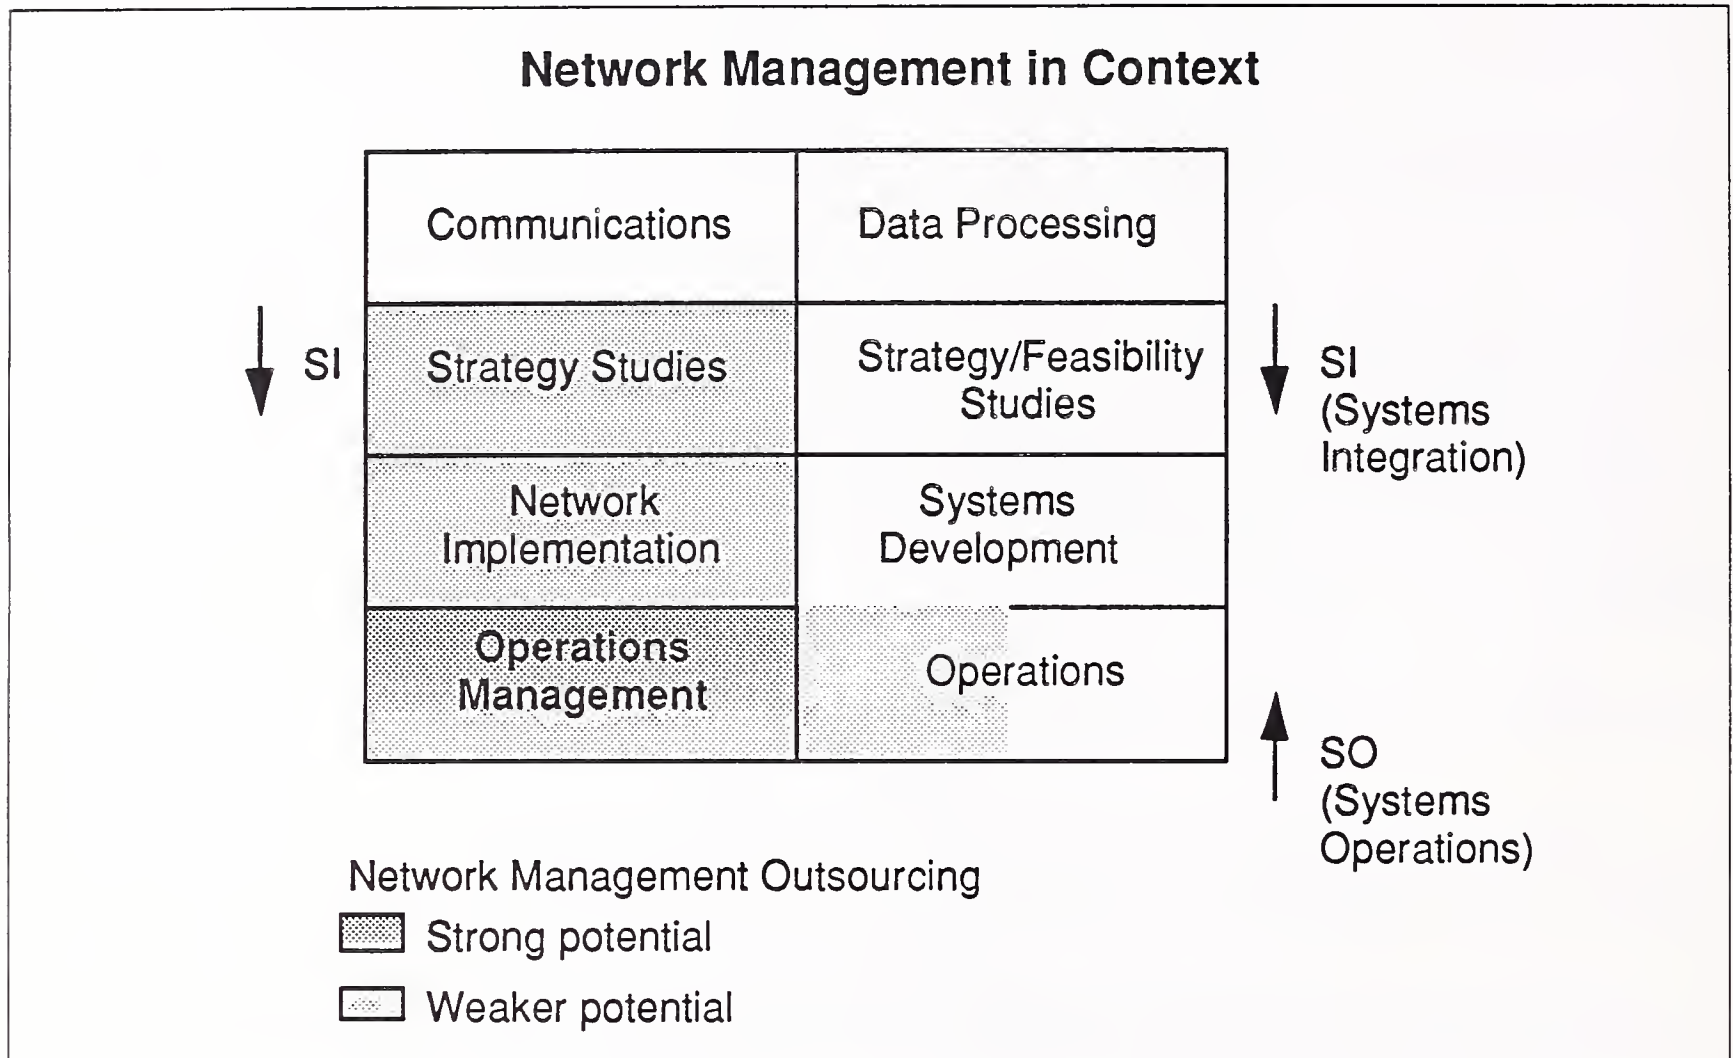 Network Management in Context
Communications
Data Processing
SI
Strategy Studies
Strategy/Feasibility
Studies
SI
(Systems
Integration)
Network
Implementation
Systems
Development
Operations
Management
Operations
SO
(Systems
Operations)
Network Management Outsourcing
Strong potential
Weaker potential